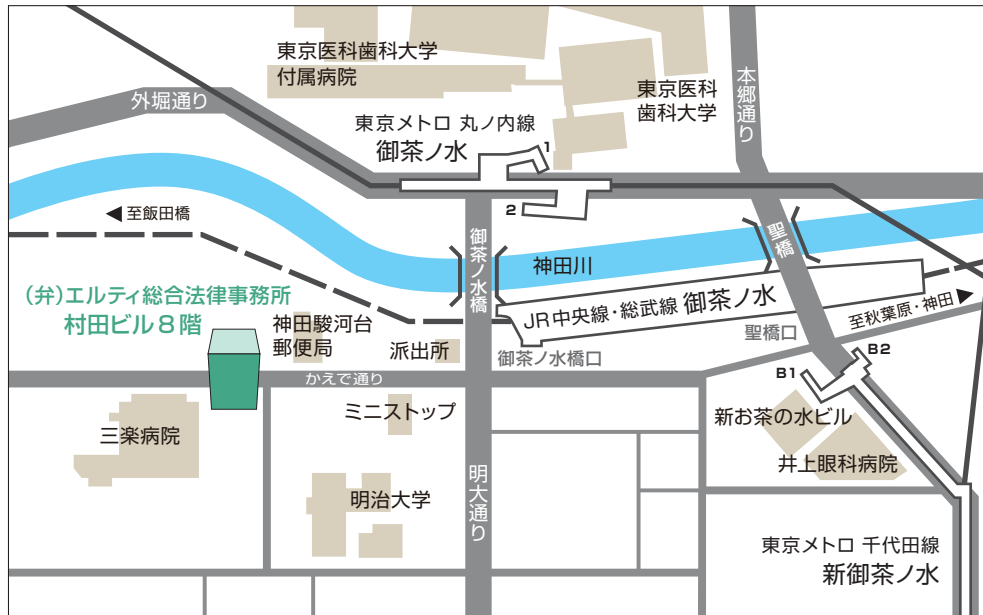 東京医科歯科大学
付属病院
東京医科
歯科大学
本郷通り
外堀通り
東京メトロ 丸ノ内線
御茶ノ水
1
2
◀至飯田橋
御茶ノ水橋
神田川
聖橋
JR中央線・総武線 御茶ノ水
至秋葉原・神田▶
(弁)エルティ総合法律事務所
村田ビル8階
神田駿河台
郵便局
派出所
御茶ノ水橋口
聖橋口
B2
B1
かえで通り
ミニストップ
三楽病院
新お茶の水ビル
井上眼科病院
明治大学
明大通り
東京メトロ 千代田線
新御茶ノ水